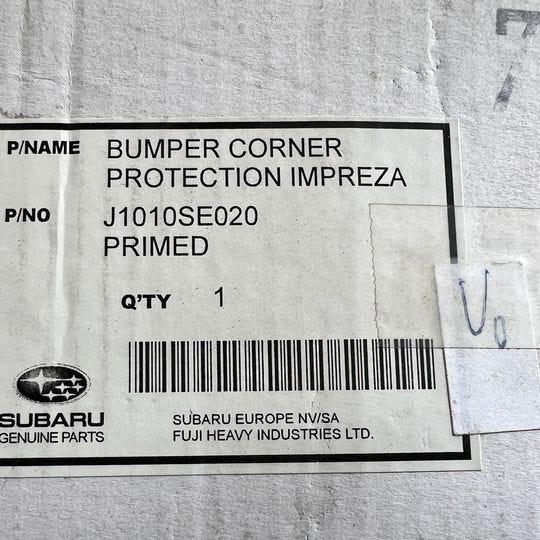 P/NAME BUMPER CORNER
PROTECTION IMPREZA
P/NO J1010SE020
PRIMED
Q'TY 1
SUBARU
GENUINE PARTS
SUBARU EUROPE NV/SA
FUJI HEAVY INDUSTRIES LTD.